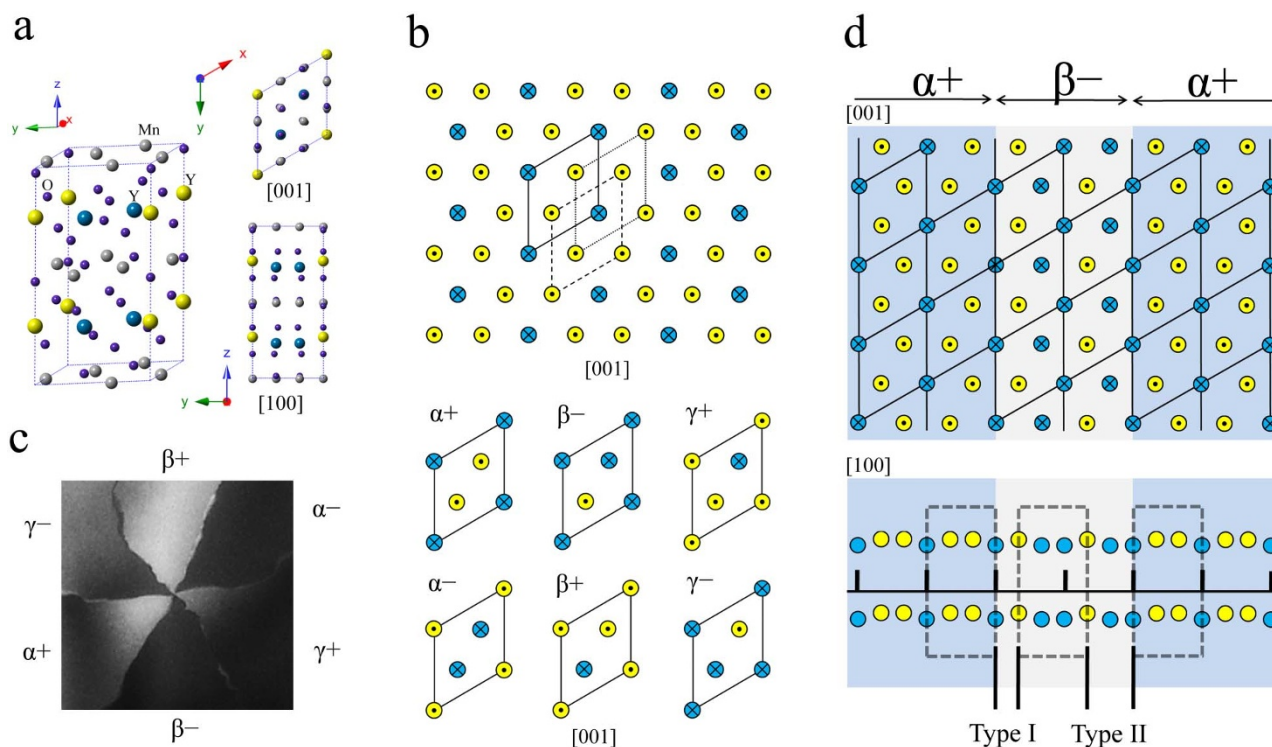 a
z
y
x
Mn
O
Y
Y
x
y
[001]
z
y
[100]
b
[001]
α+
β−
γ+
α−
β+
γ−
[001]
c
β+
γ−
α−
α+
γ+
β−
d
α+
β−
α+
[001]
[100]
Type I
Type II